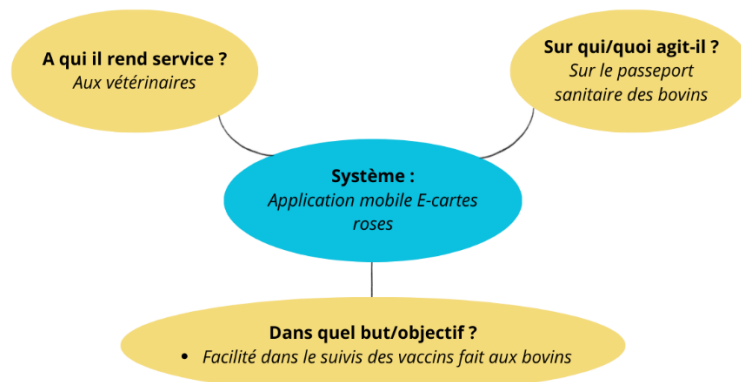 A qui il rend service ?
Aux vétérinaires
Sur qui/quoi agit-il ?
Sur le passeport
sanitaire des bovins
Système :
Application mobile E-cartes
roses
Dans quel but/objectif ?
• Facilité dans le suivis des vaccins fait aux bovins